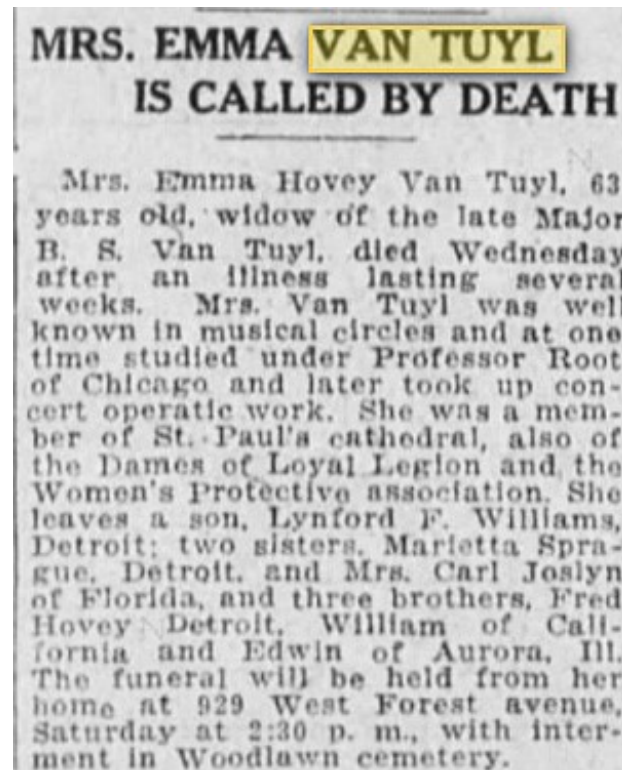 MRS. EMMA VAN TUYL
IS CALLED BY DEATH
Mrs. Emma Hovey Van Tuyl, 63
years old, widow of the late Major
B. S. Van Tuyl, died Wednesday
after an illness lasting several
weeks. Mrs. Van Tuyl was well
known in musical circles and at one
time studied under Professor Root
of Chicago and later took up con-
cert operatic work. She was a mem-
ber of St. Paul's cathedral, also of
the Dames of Loyal Legion and the
Women's Protective association. She
leaves a son, Lynford F. Williams,
Detroit; two sisters, Marietta Spra-
gue, Detroit, and Mrs. Carl Joslyn
of Florida, and three brothers, Fred
Hovey Detroit, William of Cali-
fornia and Edwin of Aurora, Ill.
The funeral will be held from her
home at 929 West Forest avenue,
Saturday at 2:30 p. m., with inter-
ment in Woodlawn cemetery.